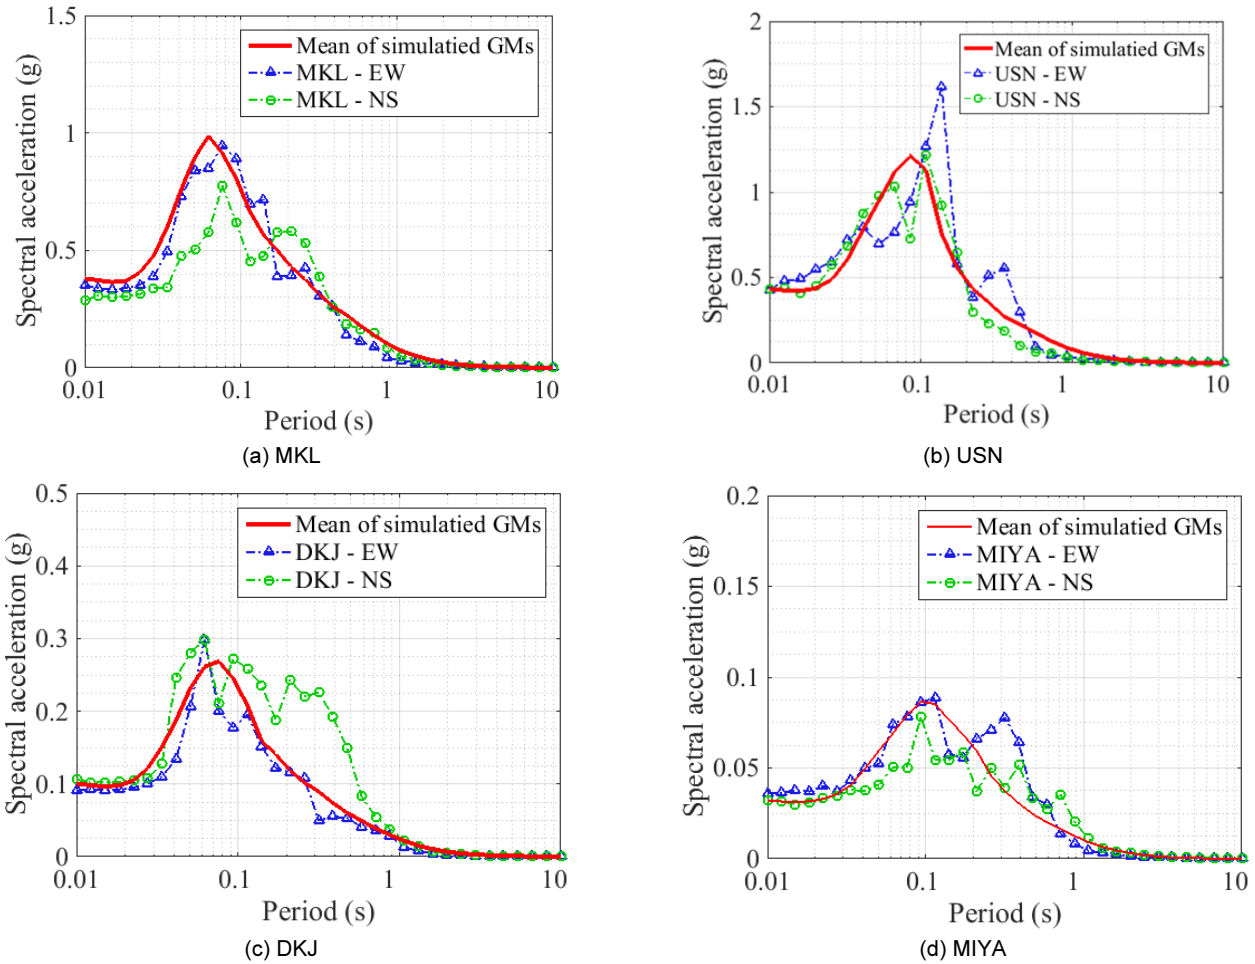 1.5
1
0.5
0
Spectral acceleration (g)
Mean of simulatied GMs
MKL - EW
MKL - NS
0.01
0.1
1
10
Period (s)
(a) MKL
2
1.5
1
0.5
0
Spectral acceleration (g)
Mean of simulatied GMs
USN - EW
USN - NS
0.01
0.1
1
10
Period (s)
(b) USN
0.5
0.4
0.3
0.2
0.1
0
Spectral acceleration (g)
Mean of simulatied GMs
DKJ - EW
DKJ - NS
0.01
0.1
1
10
Period (s)
(c) DKJ
0.2
0.15
0.1
0.05
0
Spectral acceleration (g)
Mean of simulatied GMs
MIYA - EW
MIYA - NS
0.01
0.1
1
10
Period (s)
(d) MIYA